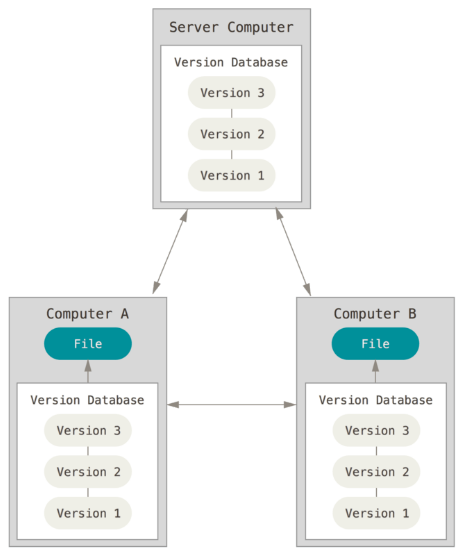 Server Computer
Version Database
Version 3
Version 2
Version 1
Computer A
File
Version Database
Version 3
Version 2
Version 1
Computer B
File
Version Database
Version 3
Version 2
Version 1